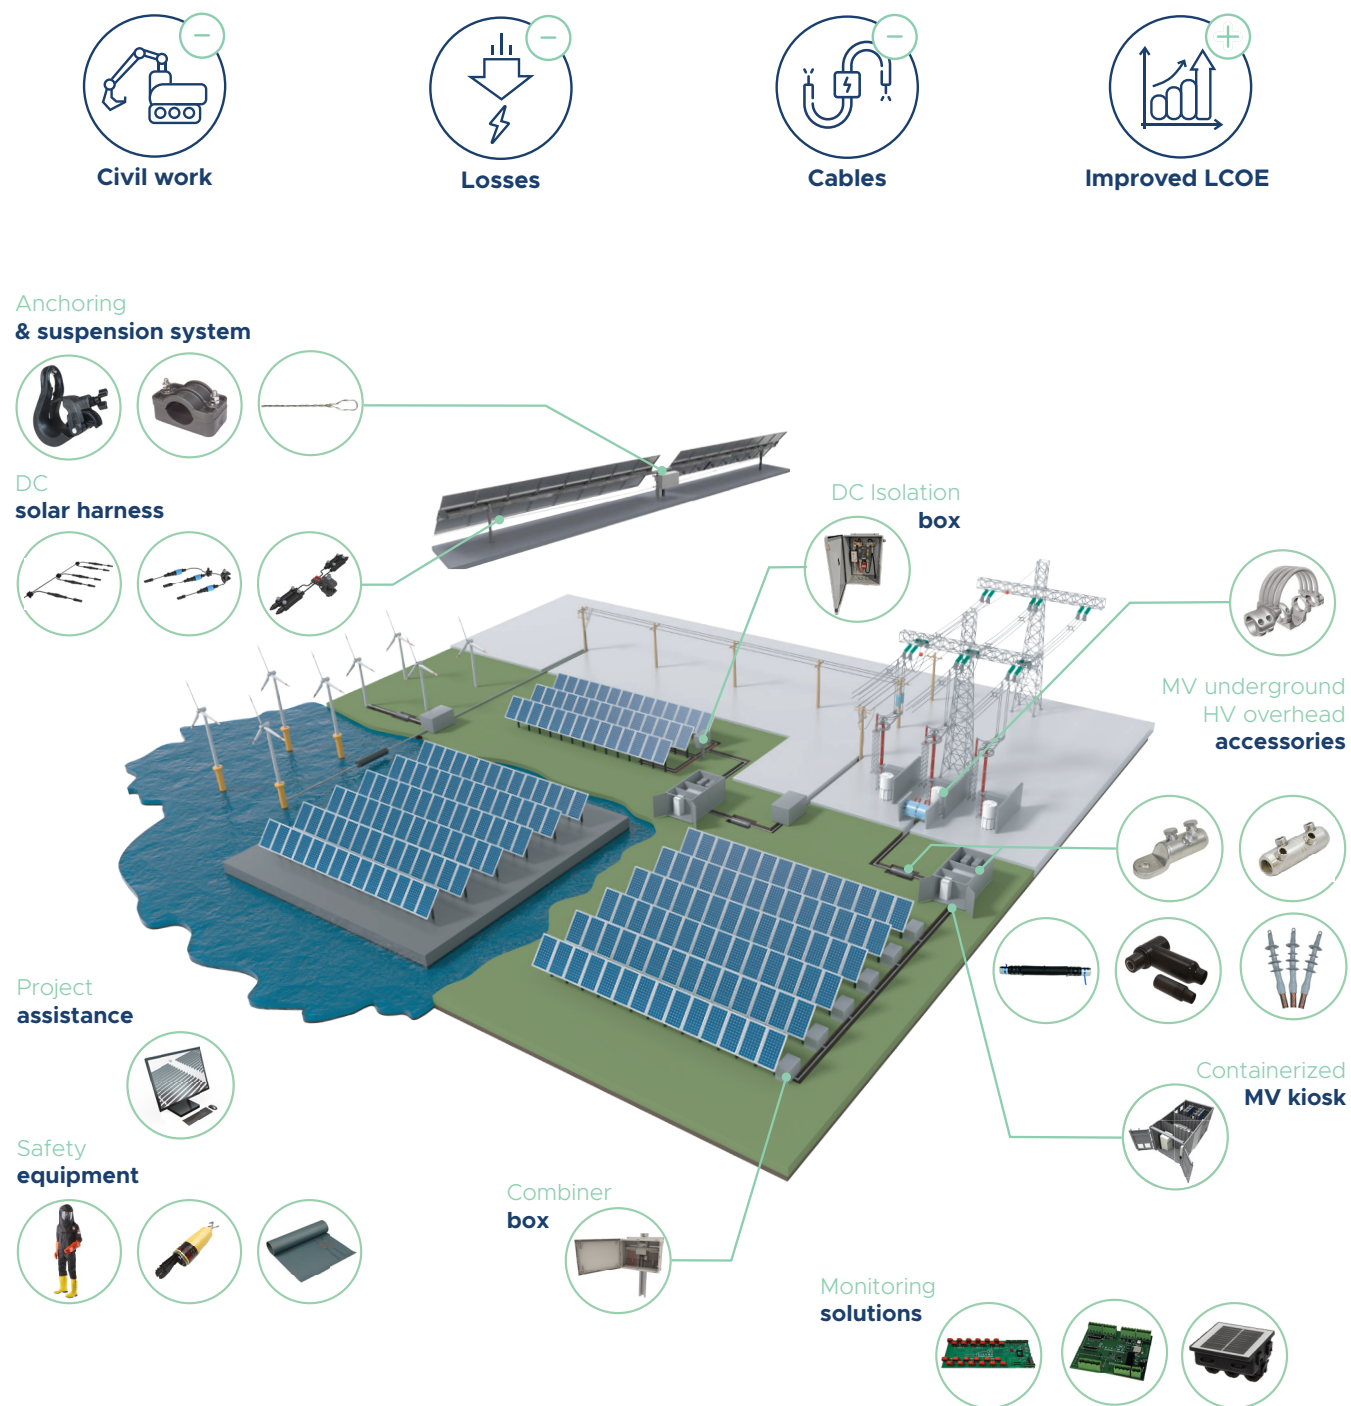 Civil work
Losses
Cables
Improved LCOE
Anchoring
& suspension system
DC
solar harness
DC Isolation
box
MV underground
HV overhead
accessories
Project
assistance
Containerized
MV kiosk
Safety
equipment
Combiner
box
Monitoring
solutions